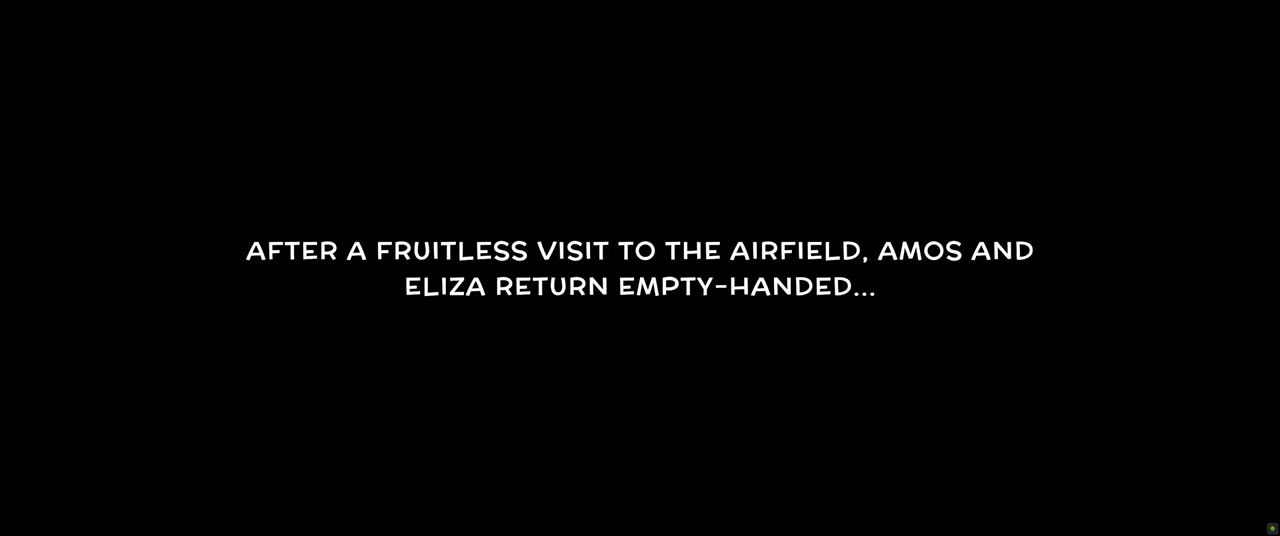 AFTER A FRUITLESS VISIT TO THE AIRFIELD, AMOS AND
ELIZA RETURN EMPTY-HANDED...